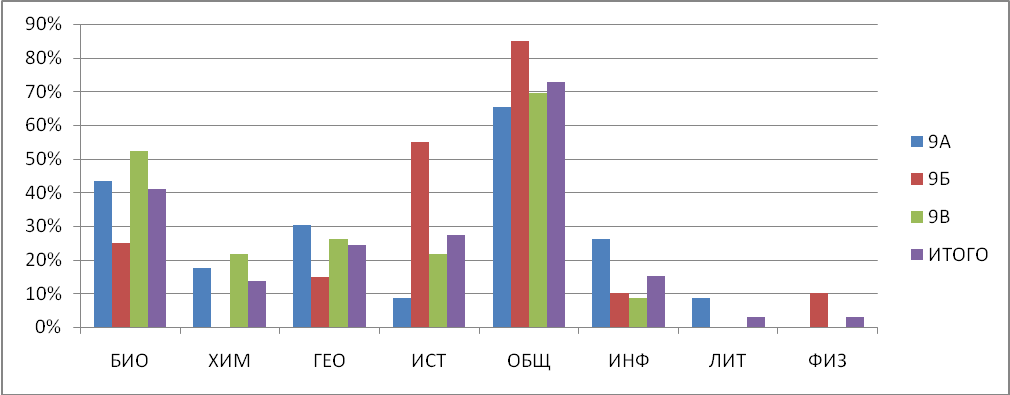 90%
80%
70%
60%
50%
40%
30%
20%
10%
0%
БИО ХИМ ГЕО ИСТ ОБЩ ИНФ ЛИТ ФИЗ
9А
9Б
9В
ИТОГО